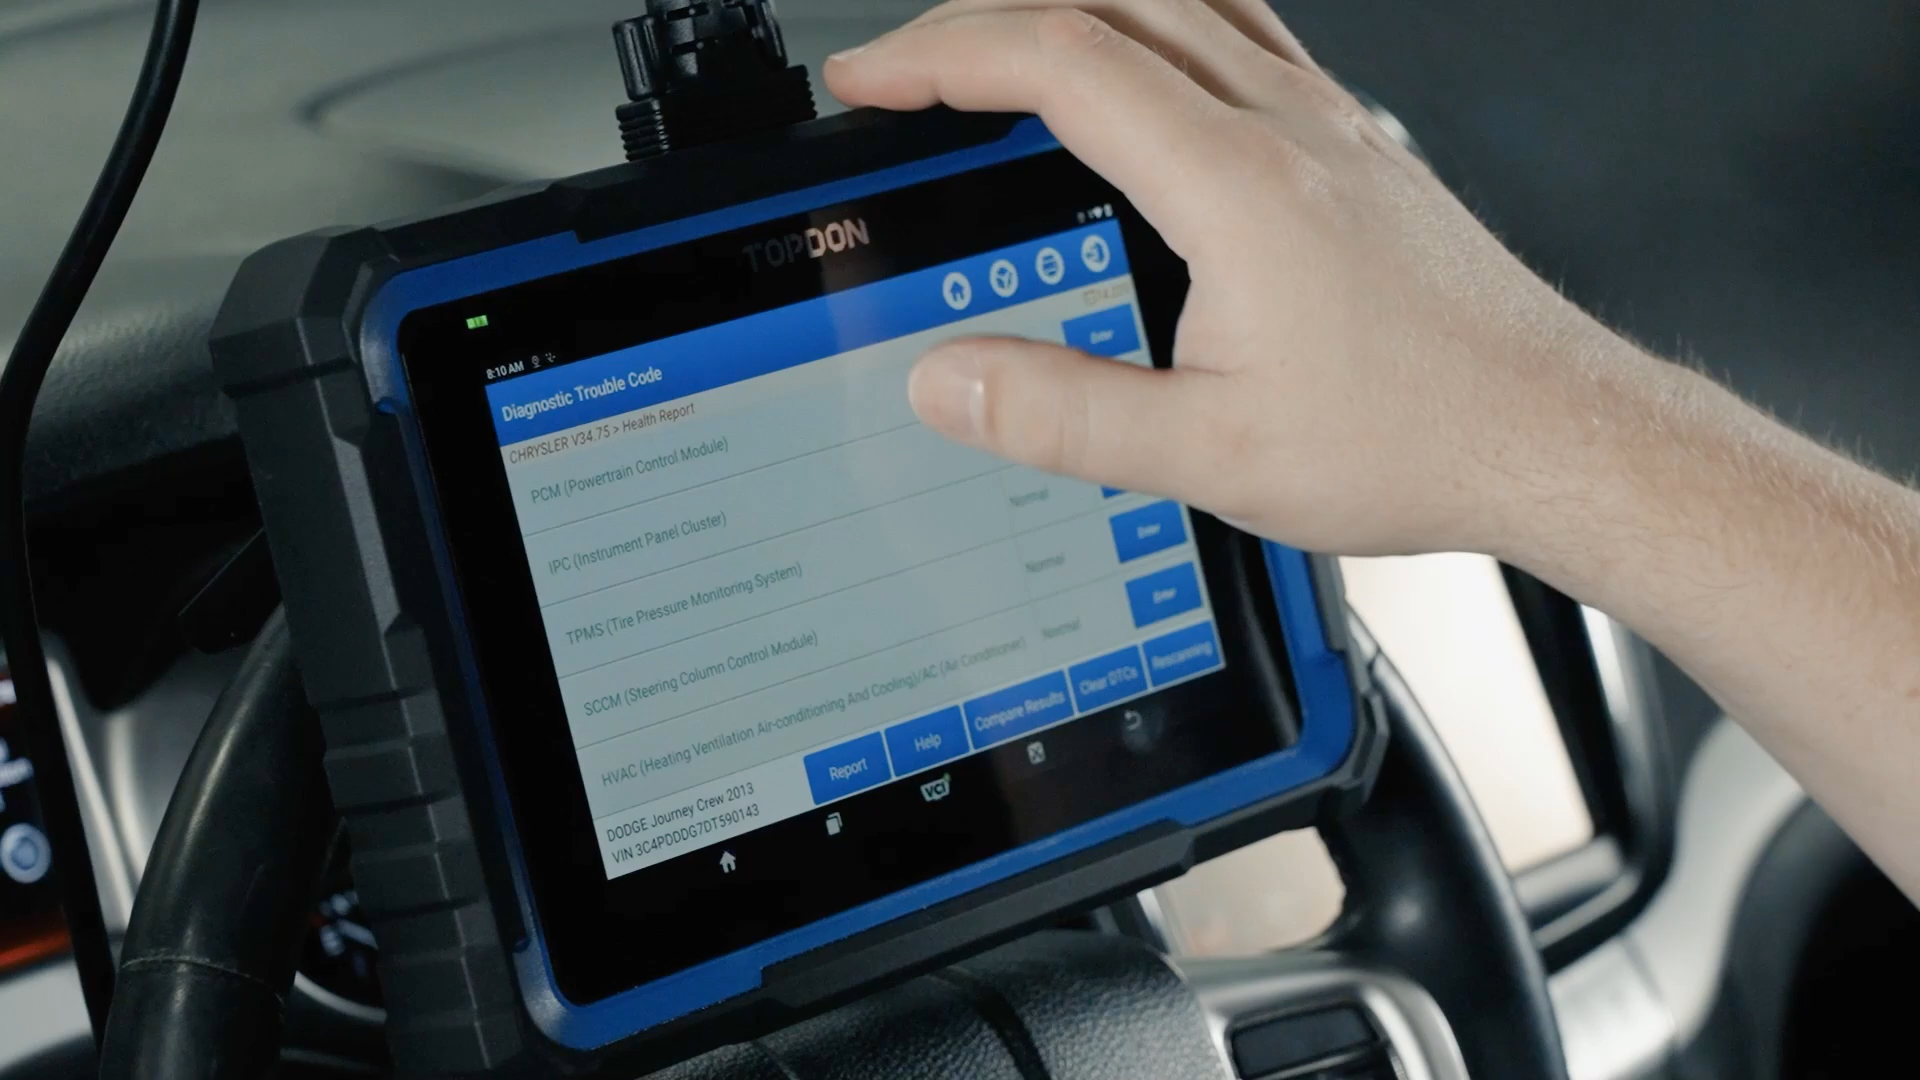 TOPDON
8:10 AM
Diagnostic Trouble Code
CHRYSLER V34.75 > Health Report
Enter
PCM (Powertrain Control Module)
IPC (Instrument Panel Cluster)
Normal
TPMS (Tire Pressure Monitoring System)
Normal
Enter
SCCM (Steering Column Control Module)
Normal
Enter
HVAC (Heating Ventilation Air-conditioning And Cooling)/AC (Air Conditioner)
DODGE Journey Crew 2013
VIN 3C4PDDDG7DT590143
Report
Help
Compare Results
Clear DTCs
Rescanning
VCI